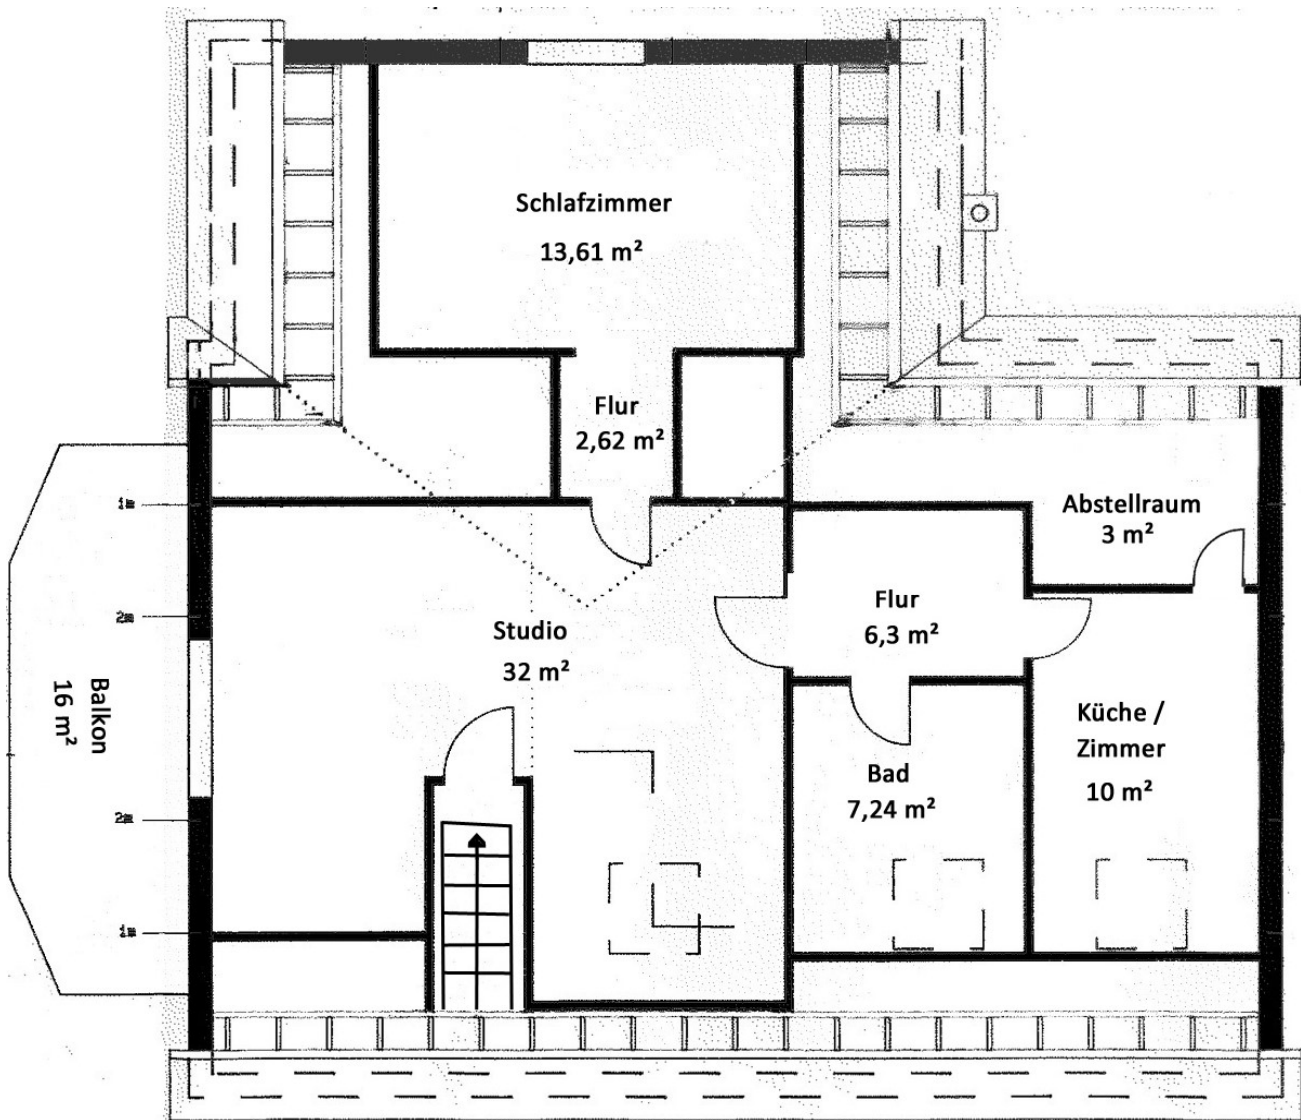 Schlafzimmer
13,61 m²
Flur
2,62 m²
1m
Abstellraum
3 m²
Flur
6,3 m²
2m
Studio
32 m²
Balkon
16 m²
Küche /
Zimmer
10 m²
Bad
7,24 m²
2m
1m